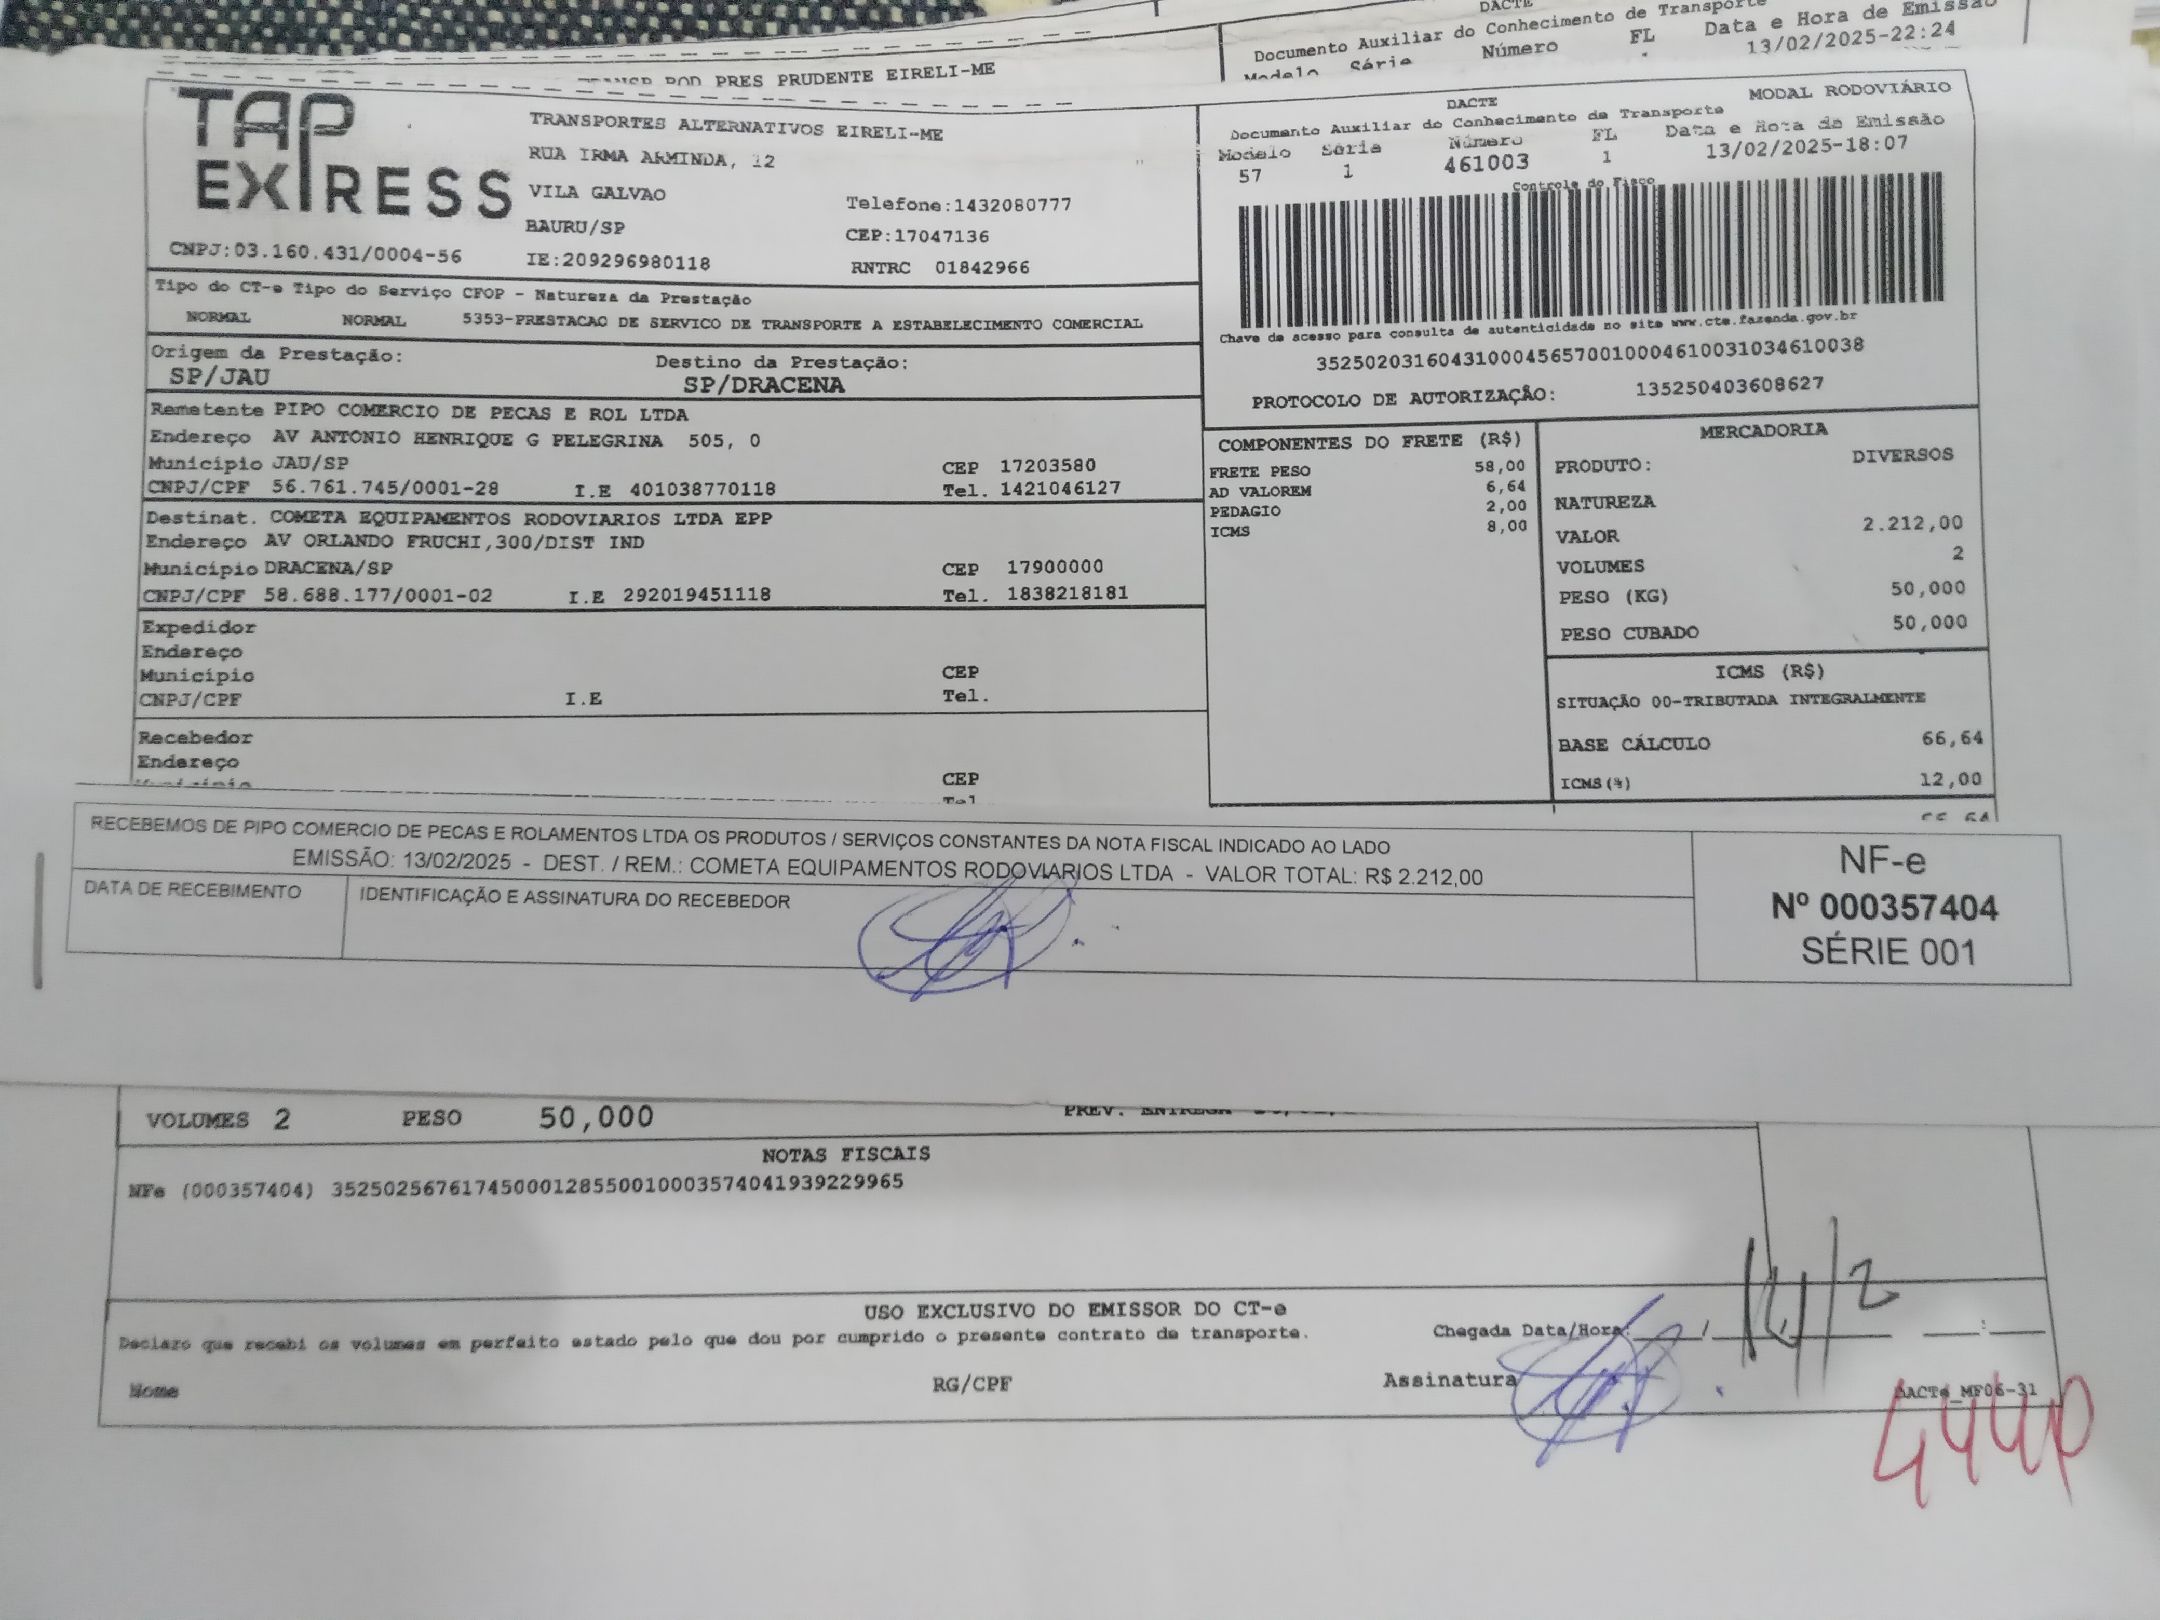 DACTE
Documento Auxiliar do Conhecimento de Transporte
Série Número FL Data e Hora de Emissão
13/02/2025-22:24
PRES PRUDENTE EIRELI-ME
TAP EXPRESS
TRANSPORTES ALTERNATIVOS EIRELI-ME
RUA IRMA ARMINDA, 12
VILA GALVAO
Telefone:1432080777
BAURU/SP
CEP:17047136
CNPJ:03.160.431/0004-56
IE:209296980118
RNTRC 01842966
DACTE
MODAL RODOVIÁRIO
Documento Auxiliar do Conhecimento de Transporte
Modelo Série Número FL Data e Hora de Emissão
57 1 461003 1 13/02/2025-18:07
Controle do Fisco
Chave de acesso para consulta de autenticidade no site www.cte.fazenda.gov.br
35250203160431000456570010004610031034610038
PROTOCOLO DE AUTORIZAÇÃO: 135250403608627
Tipo do CT-e Tipo do Serviço CFOP - Natureza da Prestação
NORMAL NORMAL 5353-PRESTACAO DE SERVICO DE TRANSPORTE A ESTABELECIMENTO COMERCIAL
Origem da Prestação: Destino da Prestação:
SP/JAU SP/DRACENA
Remetente PIPO COMERCIO DE PECAS E ROL LTDA
Endereço AV ANTONIO HENRIQUE G PELEGRINA 505, 0
Município JAU/SP CEP 17203580
CNPJ/CPF 56.761.745/0001-28 I.E 401038770118 Tel. 1421046127
Destinat. COMETA EQUIPAMENTOS RODOVIARIOS LTDA EPP
Endereço AV ORLANDO FRUCHI,300/DIST IND
Município DRACENA/SP CEP 17900000
CNPJ/CPF 58.688.177/0001-02 I.E 292019451118 Tel. 1838218181
Expedidor
Endereço
Município CEP
CNPJ/CPF I.E Tel.
Recebedor
Endereço
CEP
COMPONENTES DO FRETE (R$)
FRETE PESO 58,00
AD VALOREM 6,64
PEDAGIO 2,00
ICMS 8,00
MERCADORIA
PRODUTO: DIVERSOS
NATUREZA
VALOR 2.212,00
VOLUMES 2
PESO (KG) 50,000
PESO CUBADO 50,000
ICMS (R$)
SITUAÇÃO 00-TRIBUTADA INTEGRALMENTE
BASE CÁLCULO 66,64
ICMS(%) 12,00
RECEBEMOS DE PIPO COMERCIO DE PECAS E ROLAMENTOS LTDA OS PRODUTOS / SERVIÇOS CONSTANTES DA NOTA FISCAL INDICADO AO LADO
EMISSÃO: 13/02/2025 - DEST. / REM.: COMETA EQUIPAMENTOS RODOVIARIOS LTDA - VALOR TOTAL: R$ 2.212,00
DATA DE RECEBIMENTO
IDENTIFICAÇÃO E ASSINATURA DO RECEBEDOR
NF-e
Nº 000357404
SÉRIE 001
VOLUMES 2 PESO 50,000 PREV. ENTREGA
NOTAS FISCAIS
NFe (000357404) 35250256761745000128550010003574041939229965
USO EXCLUSIVO DO EMISSOR DO CT-e
Declaro que recebi os volumes em perfeito estado pelo que dou por cumprido o presente contrato de transporte.
Chegada Data/Hora: 14/2
Nome RG/CPF Assinatura
DACTe_MF06-31